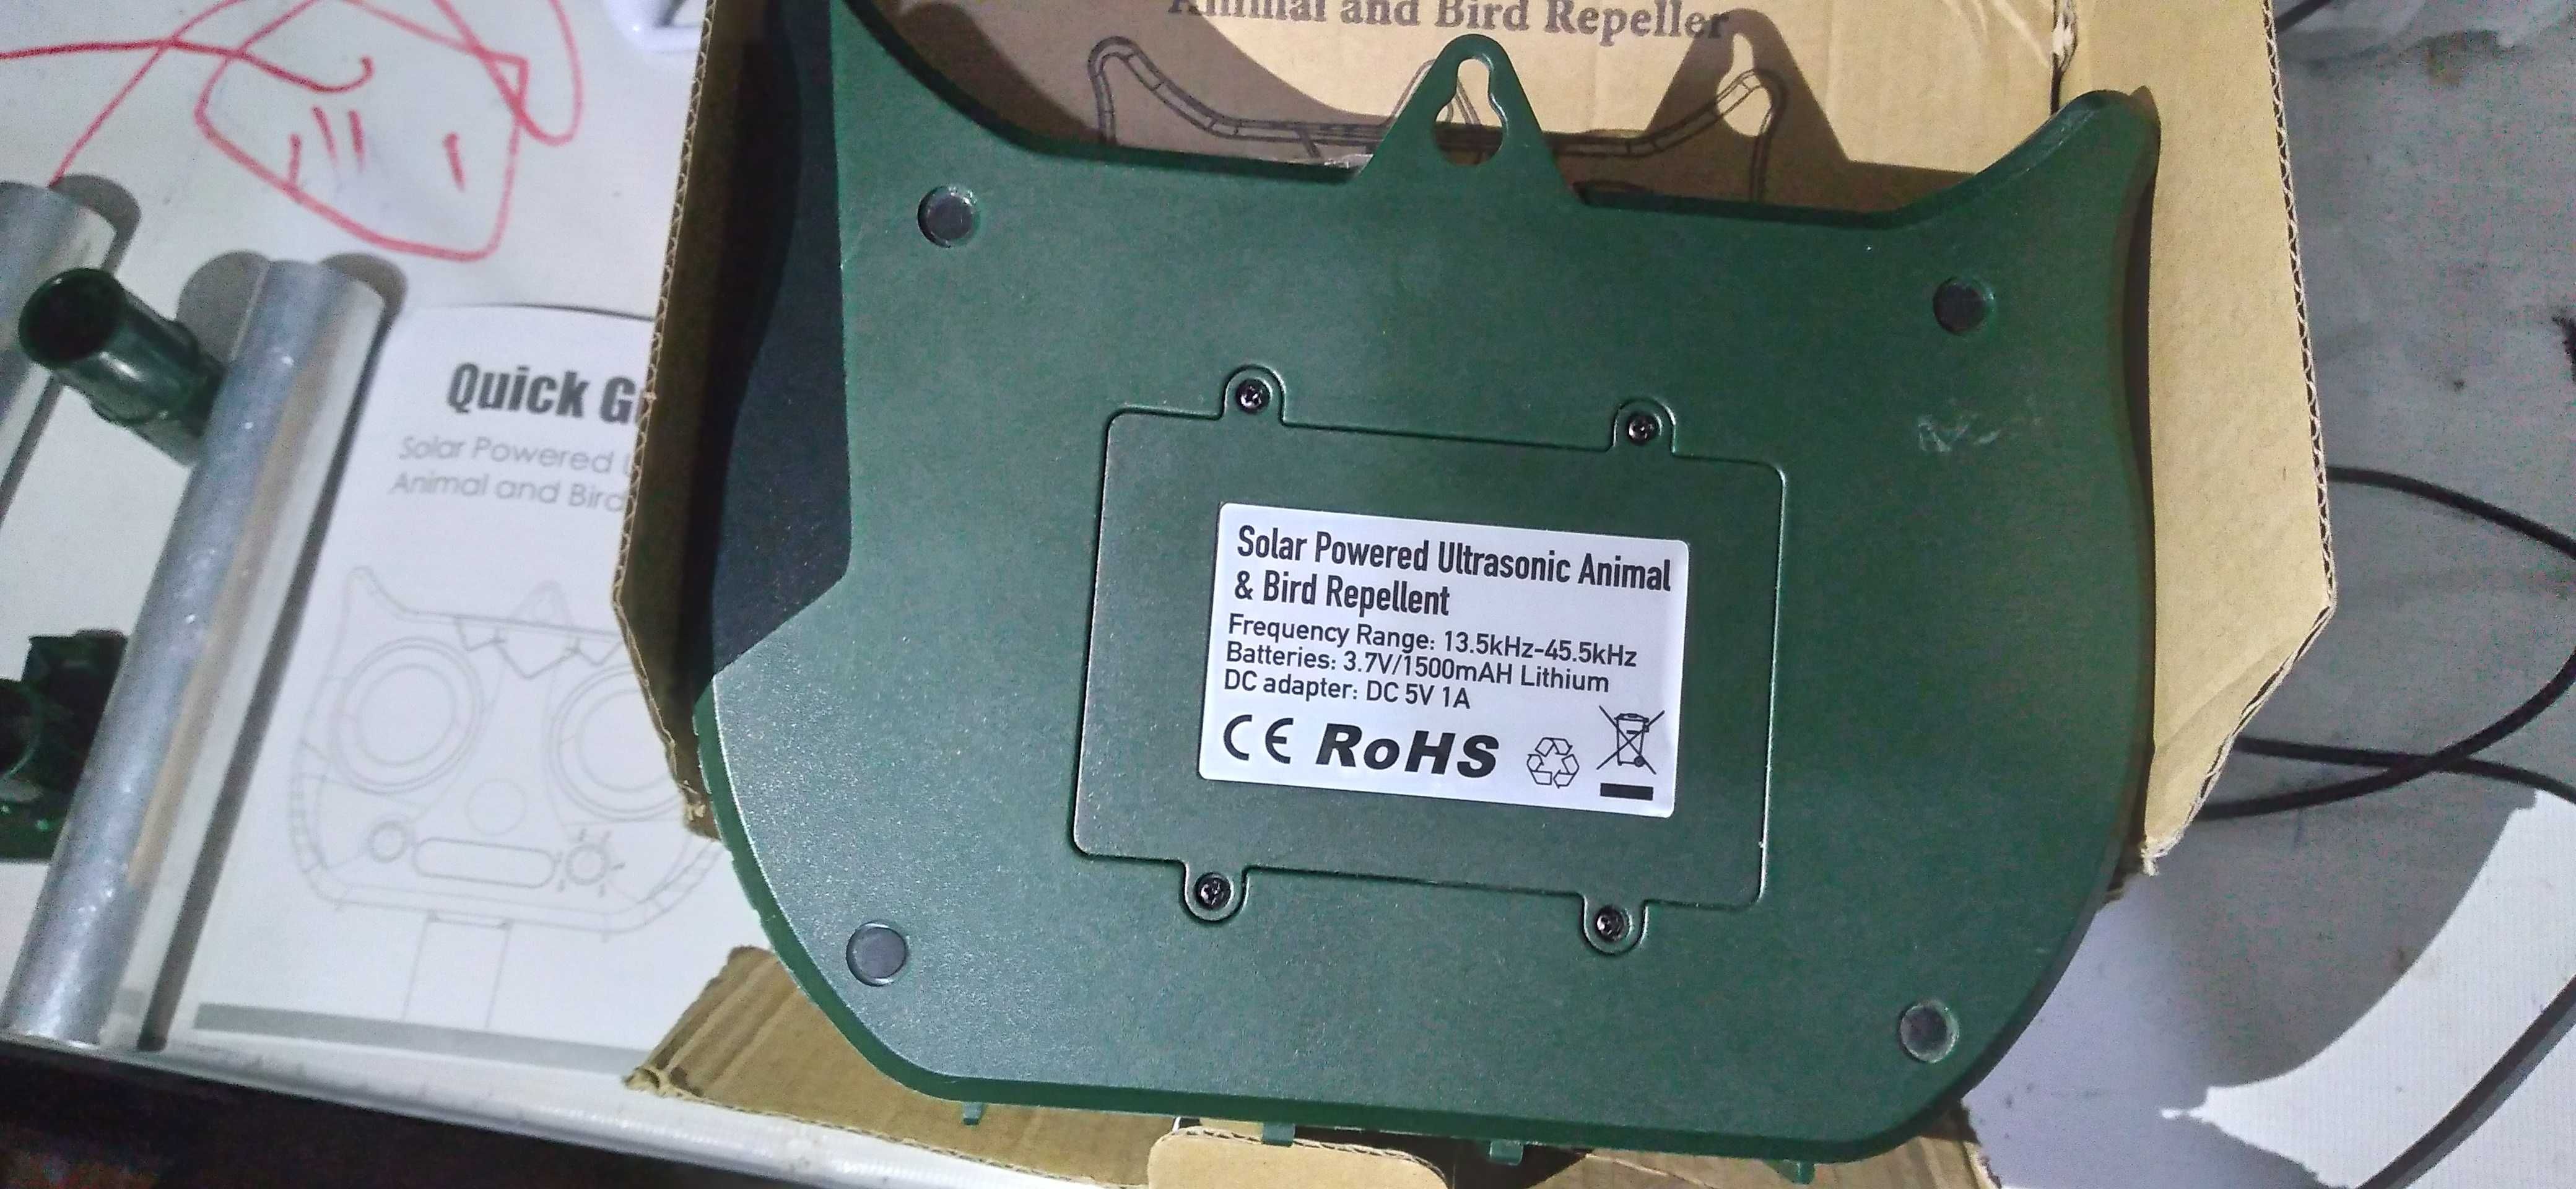 Animal and Bird Repeller
Quick
Solar Powered
Animal and Bird
Solar Powered Ultrasonic Animal
& Bird Repellent
Frequency Range: 13.5kHz-45.5kHz
Batteries: 3.7V/1500mAH Lithium
DC adapter: DC 5V 1A
CE RoHS